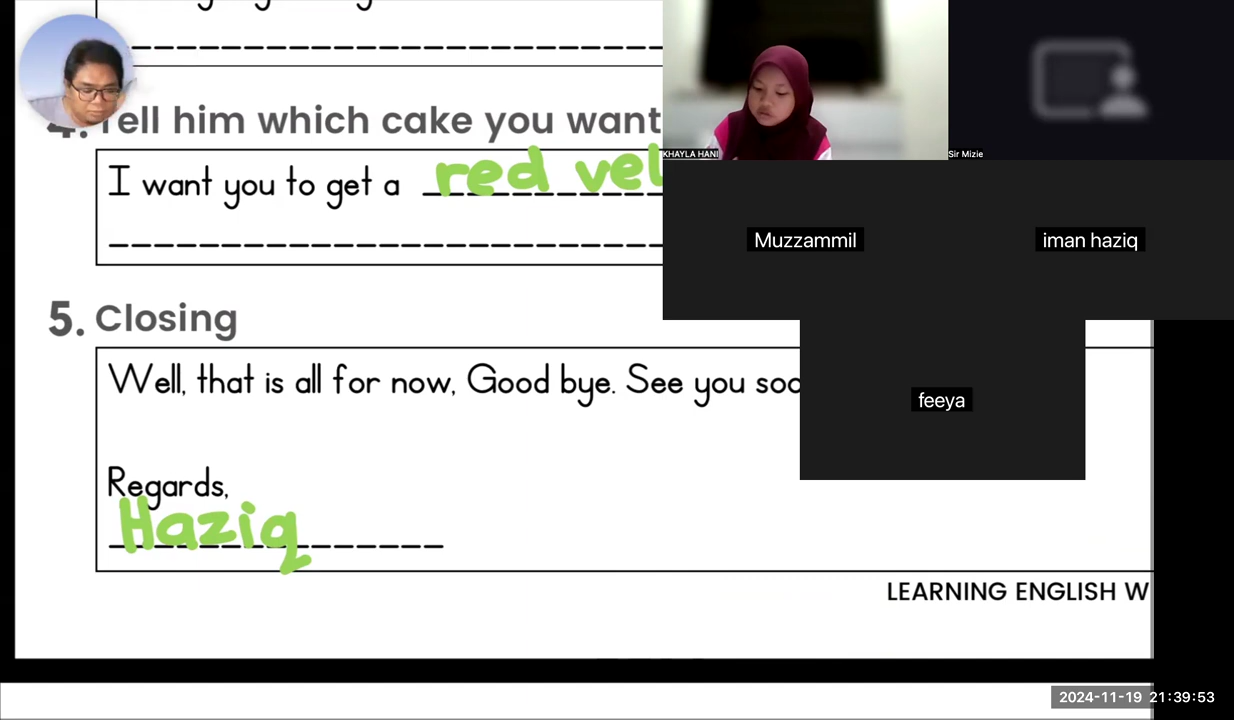 4. Tell him which cake you want
I want you to get a red vel
5. Closing
Well, that is all for now, Good bye. See you soo
Regards,
Haziq
LEARNING ENGLISH W
KHAYLA HANI
Sir Mizie
Muzzammil
iman haziq
feeya
2024-11-19 21:39:53